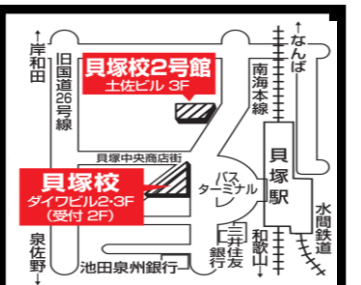 ↑岸和田
旧国道26号線
貝塚校2号館
土佐ビル 3F
南海本線
↑なんば
貝塚中央商店街
貝塚校
ダイワビル2・3F
(受付 2F)
バス
ターミナル
貝塚駅
水間鉄道
三井住友
銀行
和歌山↓
泉佐野↓
池田泉州銀行